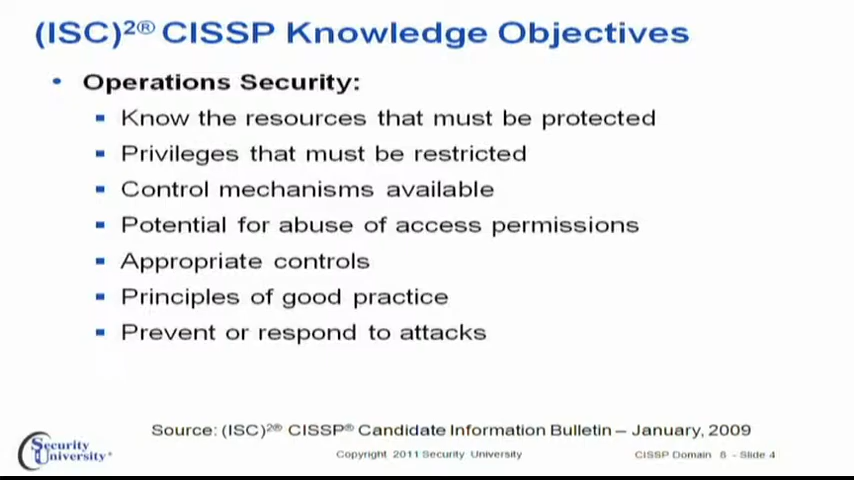 (ISC)²® CISSP Knowledge Objectives
• Operations Security:
▪ Know the resources that must be protected
▪ Privileges that must be restricted
▪ Control mechanisms available
▪ Potential for abuse of access permissions
▪ Appropriate controls
▪ Principles of good practice
▪ Prevent or respond to attacks
Source: (ISC)²® CISSP® Candidate Information Bulletin – January, 2009
Security
University
Copyright 2011 Security University
CISSP Domain 8 - Slide 4